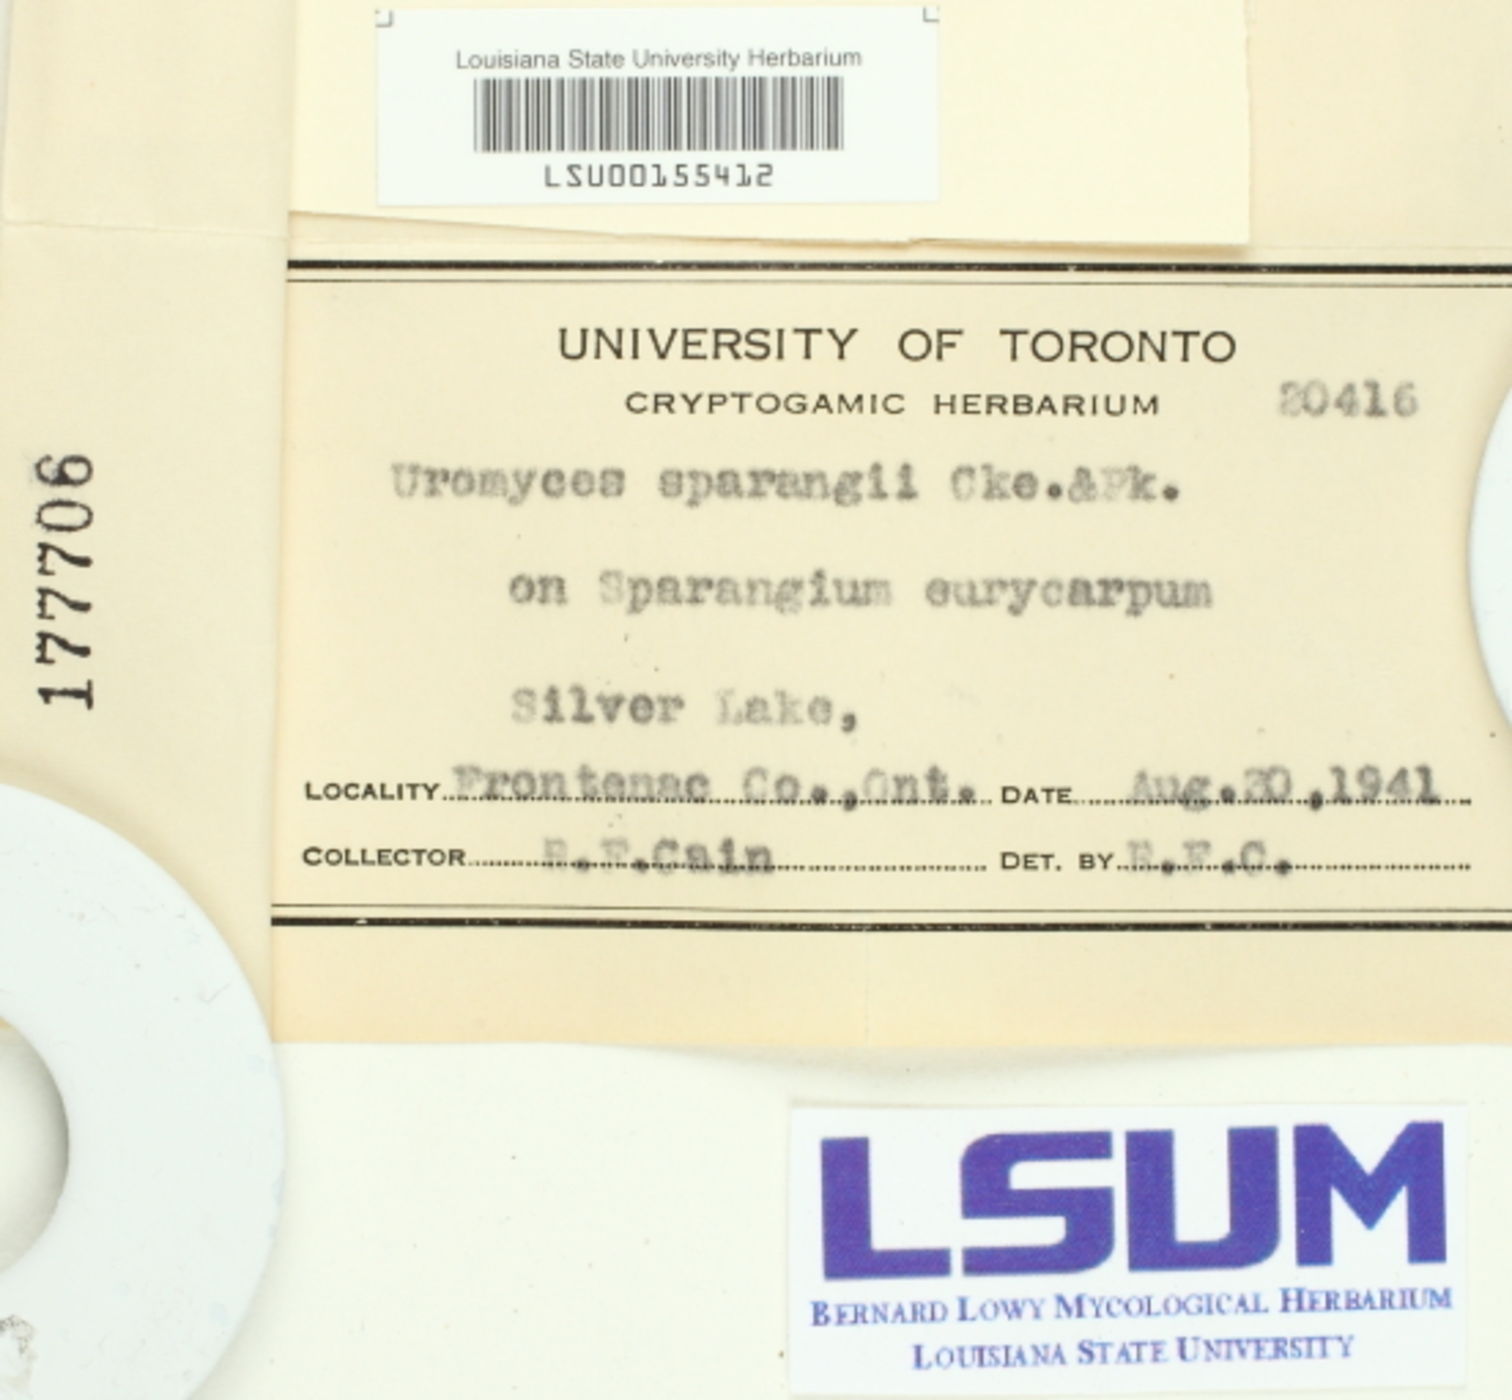 Louisiana State University Herbarium
LSU00155412
UNIVERSITY OF TORONTO
CRYPTOGAMIC HERBARIUM 20416
Uromyces sparangii Cke.&Pk.
on Sparangium eurycarpum
Silver Lake,
LOCALITY Frontenac Co.,Ont. DATE Aug.20,1941
COLLECTOR R.F.Cain DET. BY R.F.C.
177706
LSUM
BERNARD LOWY MYCOLOGICAL HERBARIUM
LOUISIANA STATE UNIVERSITY